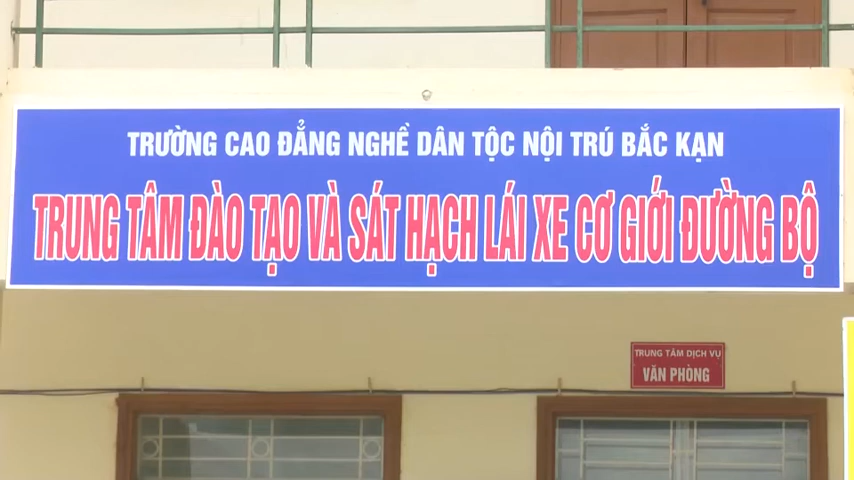 TRƯỜNG CAO ĐẲNG NGHỀ DÂN TỘC NỘI TRÚ BẮC KẠN
TRUNG TÂM ĐÀO TẠO VÀ SÁT HẠCH LÁI XE CƠ GIỚI ĐƯỜNG BỘ
TRUNG TÂM DỊCH VỤ
VĂN PHÒNG